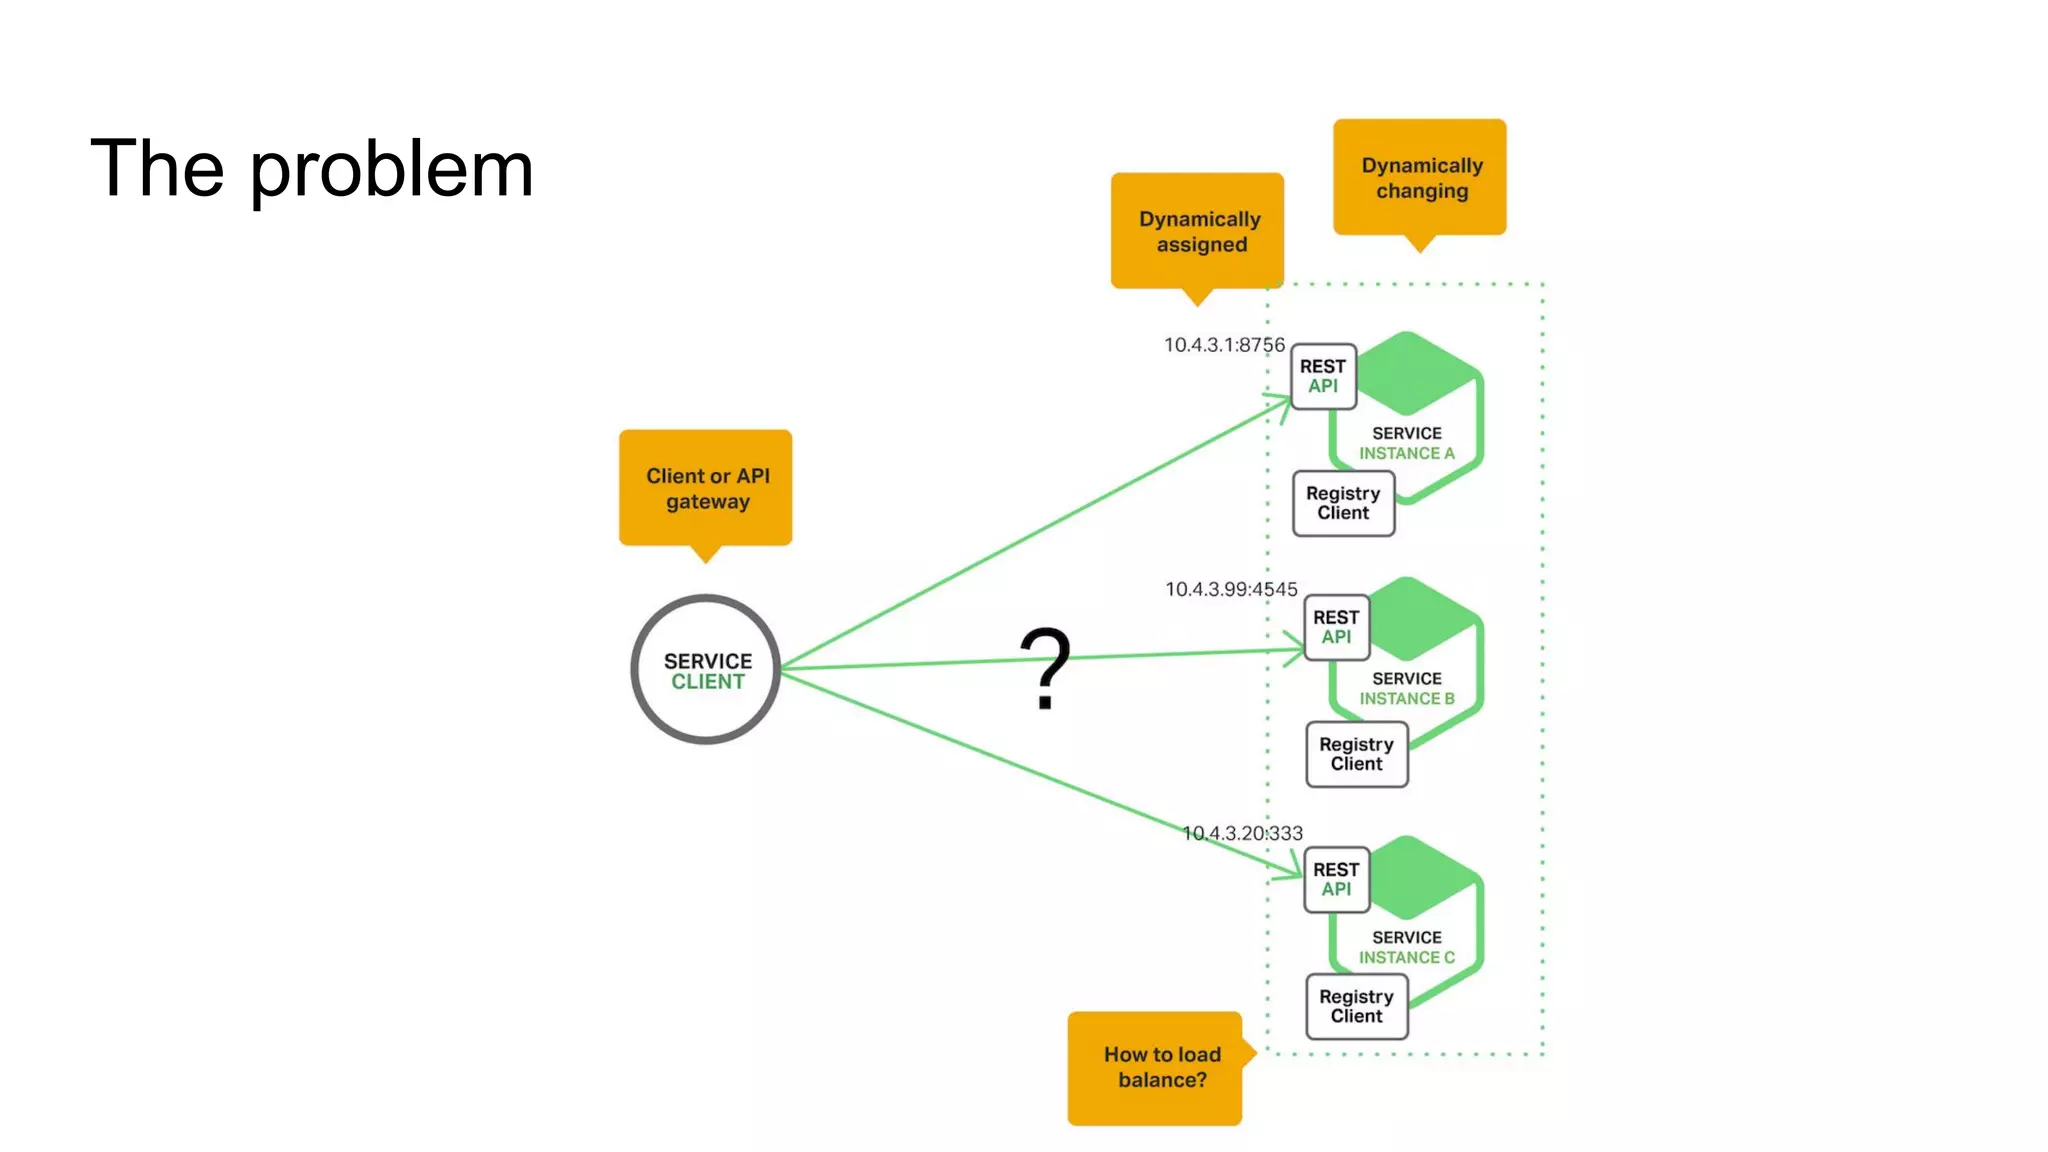 The problem
Dynamically
changing
Dynamically
assigned
10.4.3.1:8756
REST
API
SERVICE
INSTANCE A
Registry
Client
Client or API
gateway
10.4.3.99:4545
REST
API
SERVICE
CLIENT
?
SERVICE
INSTANCE B
Registry
Client
10.4.3.20:333
REST
API
SERVICE
INSTANCE C
Registry
Client
How to load
balance?